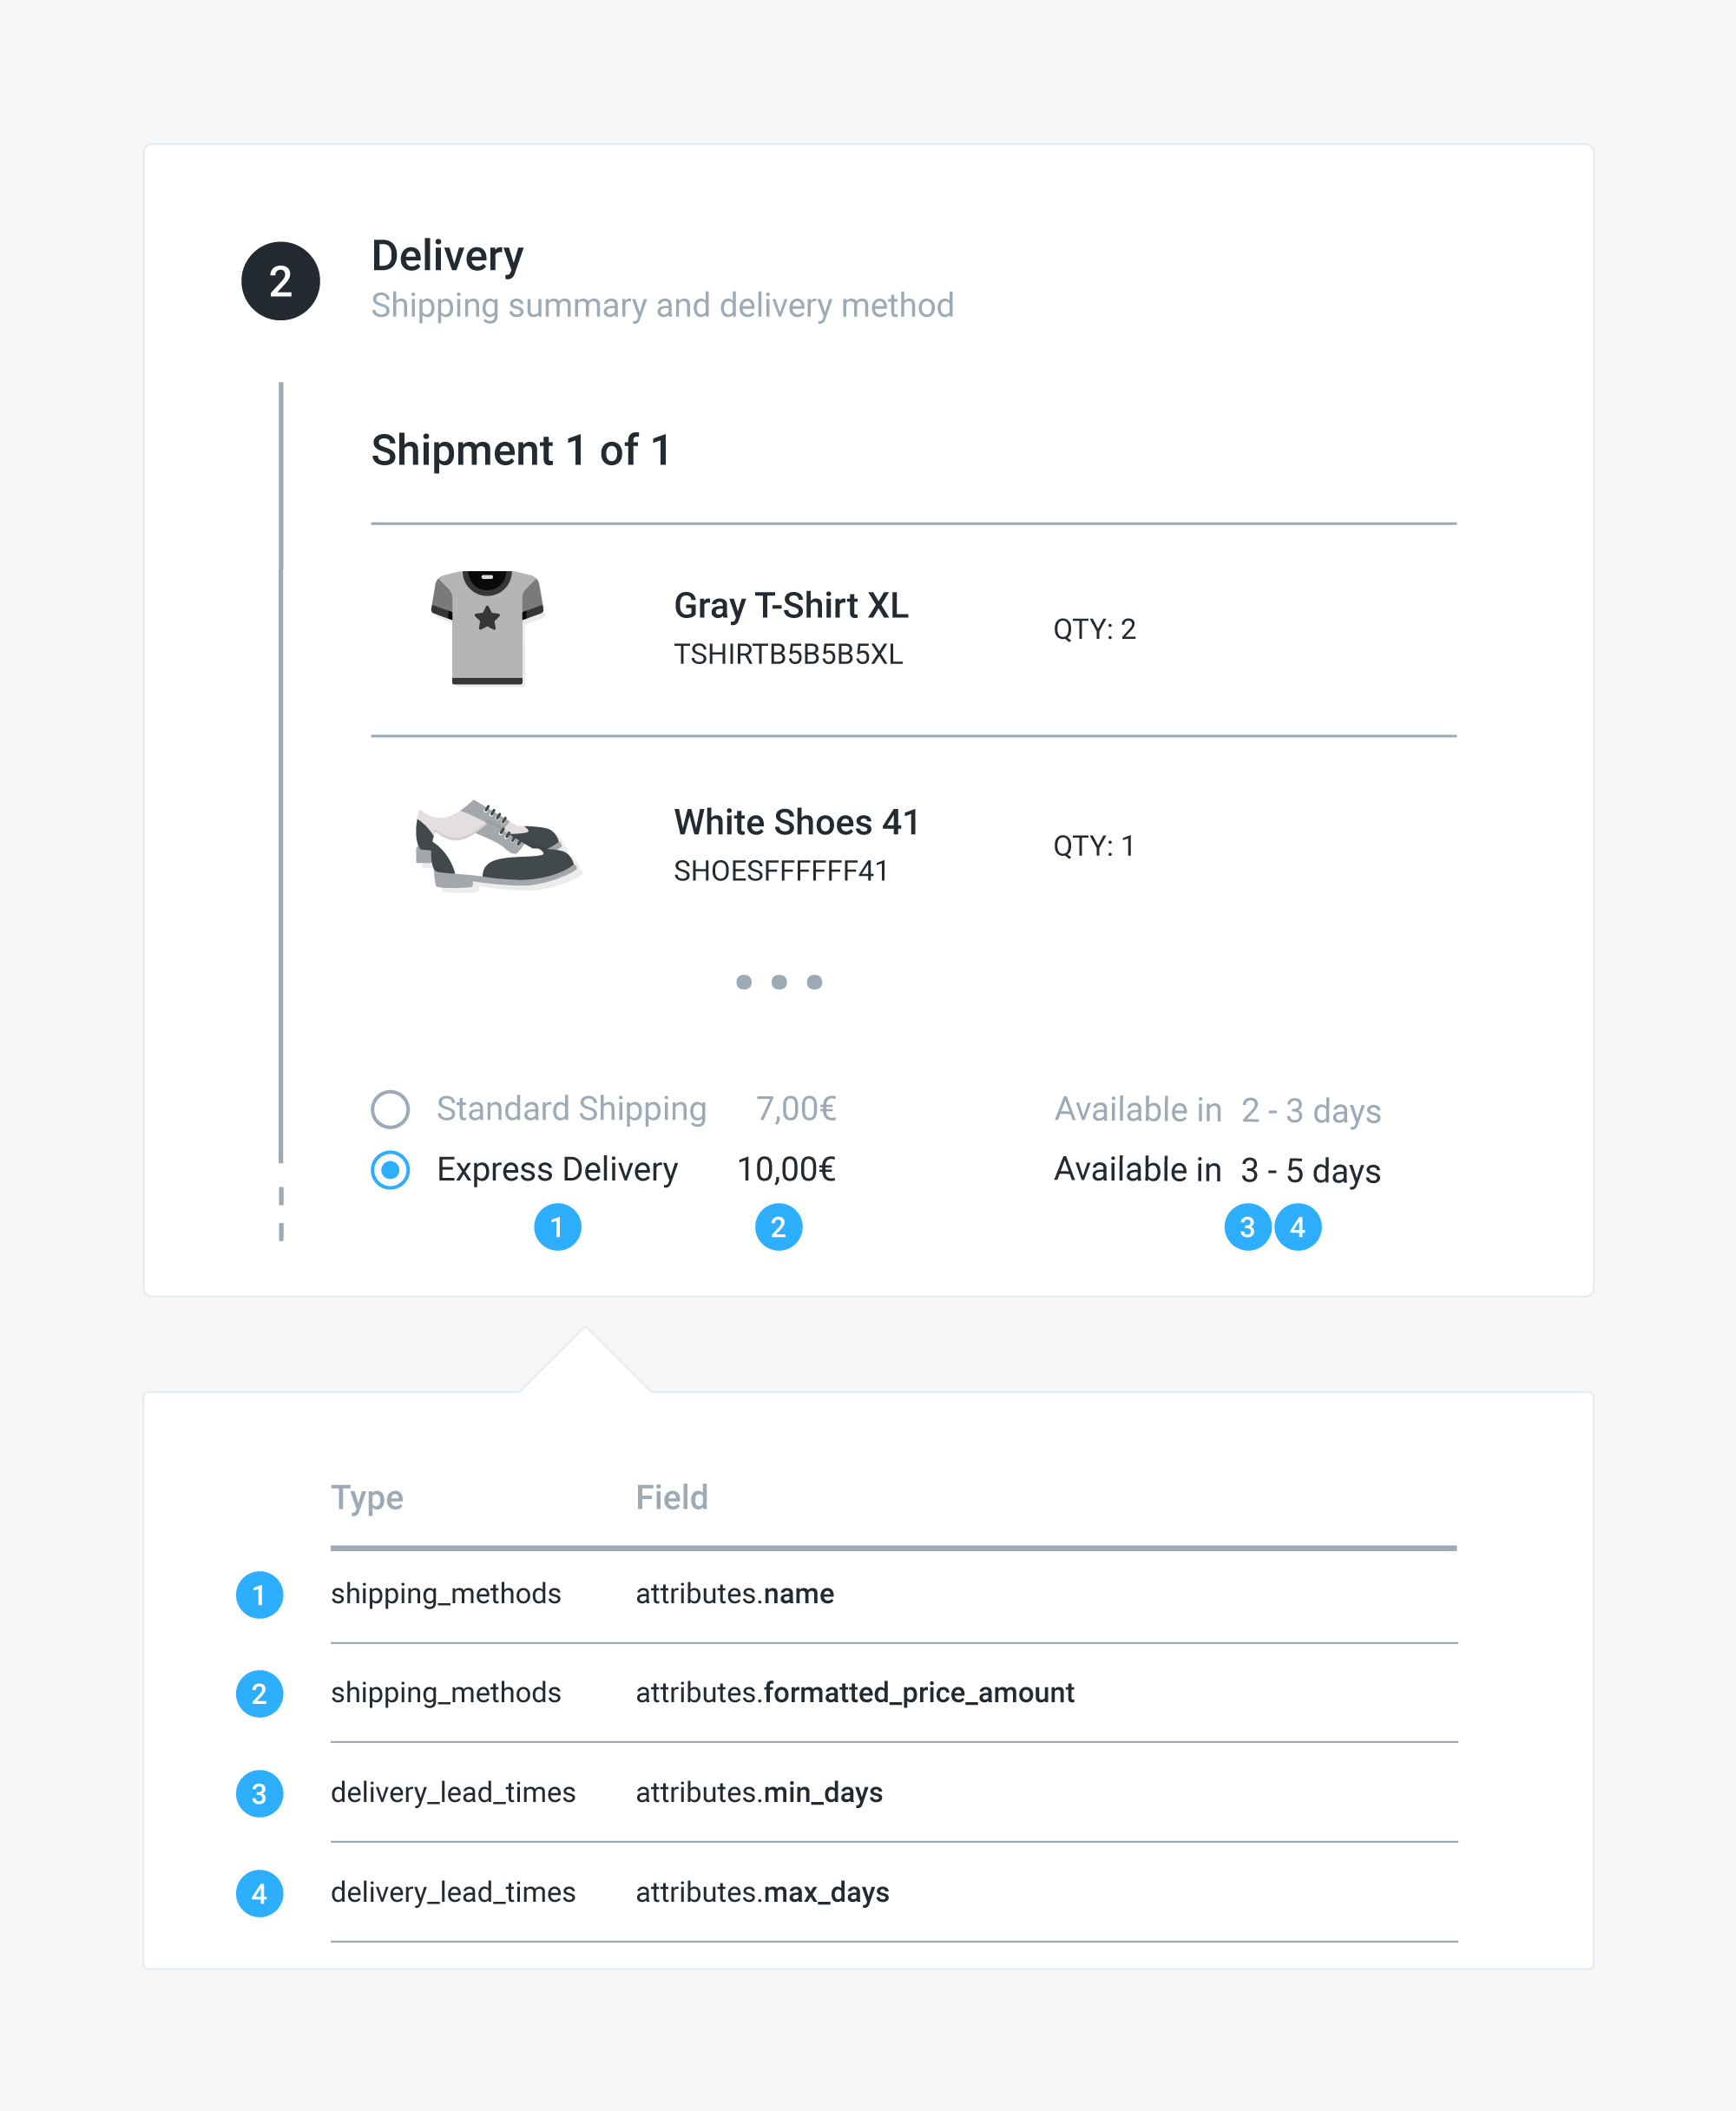 2
Delivery
Shipping summary and delivery method
Shipment 1 of 1
Gray T-Shirt XL
TSHIRTB5B5B5XL
QTY: 2
White Shoes 41
SHOESFFFFFF41
QTY: 1
Standard Shipping 7,00€ Available in 2 - 3 days
Express Delivery 10,00€ Available in 3 - 5 days
1 2 3 4
Type Field
1 shipping_methods attributes.name
2 shipping_methods attributes.formatted_price_amount
3 delivery_lead_times attributes.min_days
4 delivery_lead_times attributes.max_days